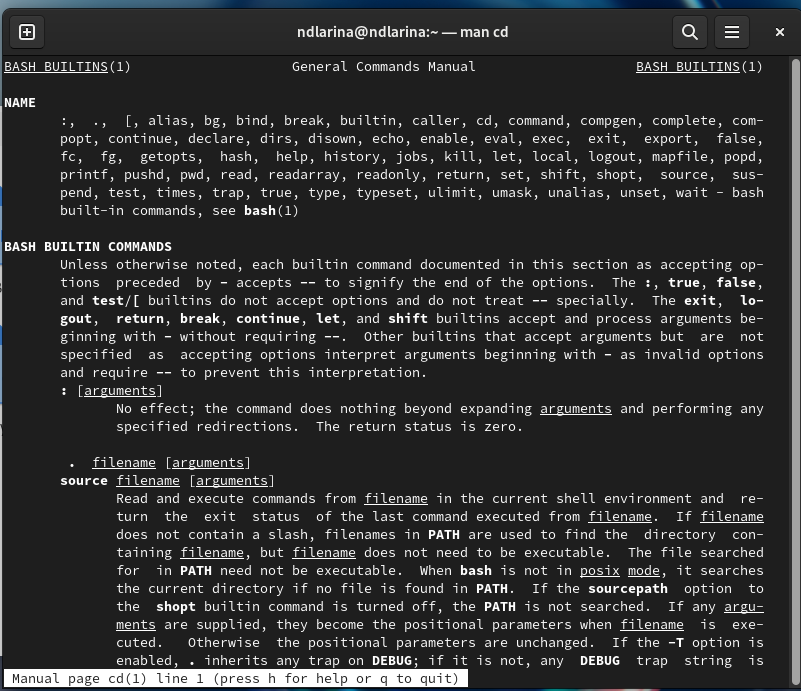 ndlarina@ndlarina:~ — man cd
BASH BUILTINS(1) General Commands Manual BASH BUILTINS(1)
NAME
:, ., [, alias, bg, bind, break, builtin, caller, cd, command, compgen, complete, com-
popt, continue, declare, dirs, disown, echo, enable, eval, exec, exit, export, false,
fc, fg, getopts, hash, help, history, jobs, kill, let, local, logout, mapfile, popd,
printf, pushd, pwd, read, readarray, readonly, return, set, shift, shopt, source, sus-
pend, test, times, trap, true, type, typeset, ulimit, umask, unalias, unset, wait - bash
built-in commands, see bash(1)
BASH BUILTIN COMMANDS
Unless otherwise noted, each builtin command documented in this section as accepting op-
tions preceded by - accepts -- to signify the end of the options. The :, true, false,
and test/[ builtins do not accept options and do not treat -- specially. The exit, lo-
gout, return, break, continue, let, and shift builtins accept and process arguments be-
ginning with - without requiring --. Other builtins that accept arguments but are not
specified as accepting options interpret arguments beginning with - as invalid options
and require -- to prevent this interpretation.
: [arguments]
No effect; the command does nothing beyond expanding arguments and performing any
specified redirections. The return status is zero.
. filename [arguments]
source filename [arguments]
Read and execute commands from filename in the current shell environment and re-
turn the exit status of the last command executed from filename. If filename
does not contain a slash, filenames in PATH are used to find the directory con-
taining filename, but filename does not need to be executable. The file searched
for in PATH need not be executable. When bash is not in posix mode, it searches
the current directory if no file is found in PATH. If the sourcepath option to
the shopt builtin command is turned off, the PATH is not searched. If any argu-
ments are supplied, they become the positional parameters when filename is exe-
cuted. Otherwise the positional parameters are unchanged. If the -T option is
enabled, . inherits any trap on DEBUG; if it is not, any DEBUG trap string is
Manual page cd(1) line 1 (press h for help or q to quit)